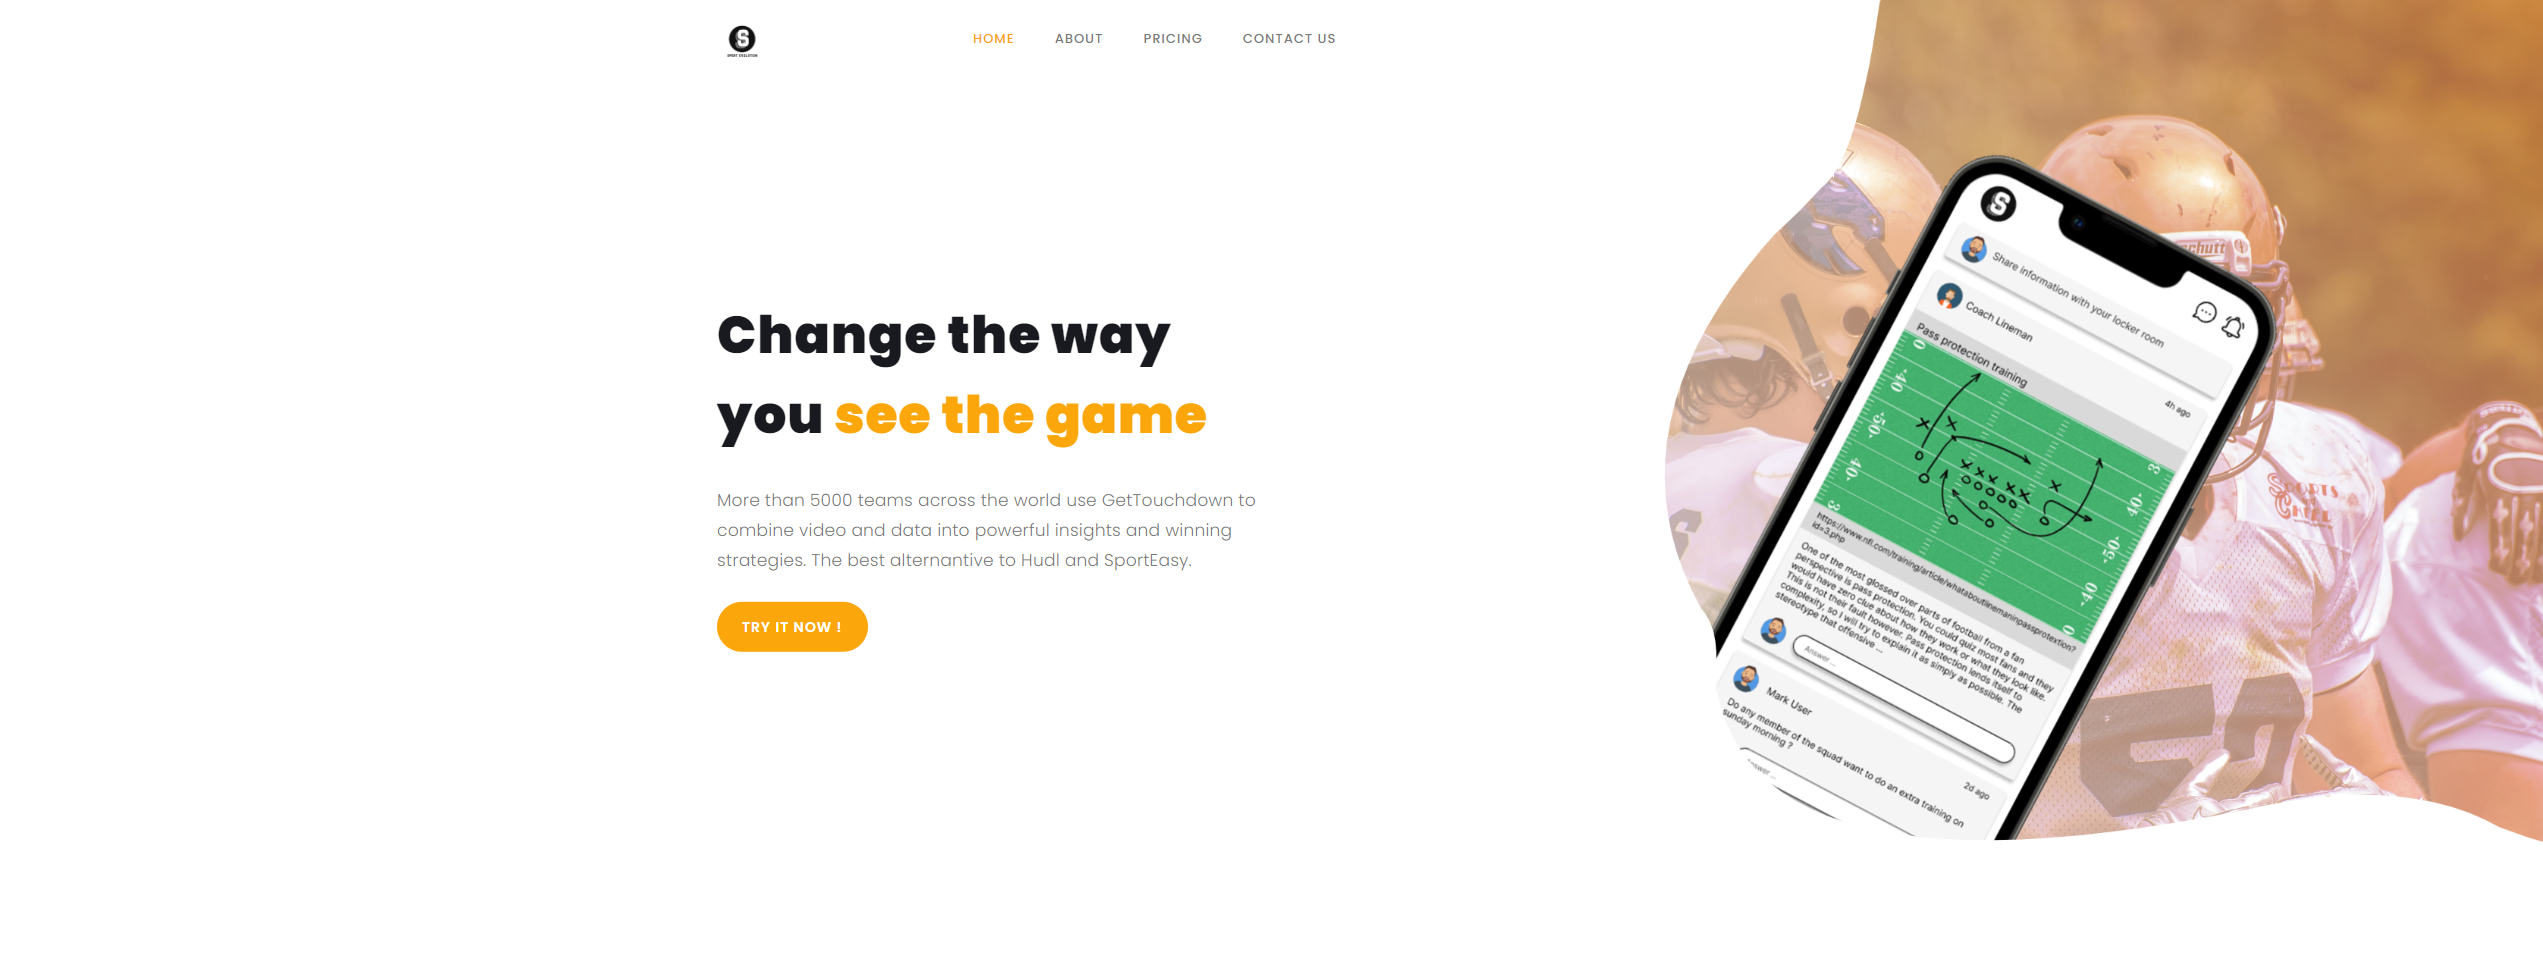 HOME ABOUT PRICING CONTACT US
Change the way
you see the game
More than 5000 teams across the world use GetTouchdown to
combine video and data into powerful insights and winning
strategies. The best alternantive to Hudl and SportEasy.
TRY IT NOW !
S
Share information with your locker room
Coach Lineman
4h ago
Pass protection training
https://www.nfl.com/training/article/whataboutlinemaninpassprotextion?
id=3.php
One of the most glossed over parts of football from a fan
perspective is pass protection. You could quiz most fans and they
would have zero clue about how they work or what they look like.
This is not their fault however. Pass protection lends itself to
complexity, so I will try to explain it as simply as possible. The
stereotype that offensive ...
Answer ...
Mark User
2d ago
Do any member of the squad want to do an extra training on
sunday morning ?
schutt
SPORTS
CHILL
52